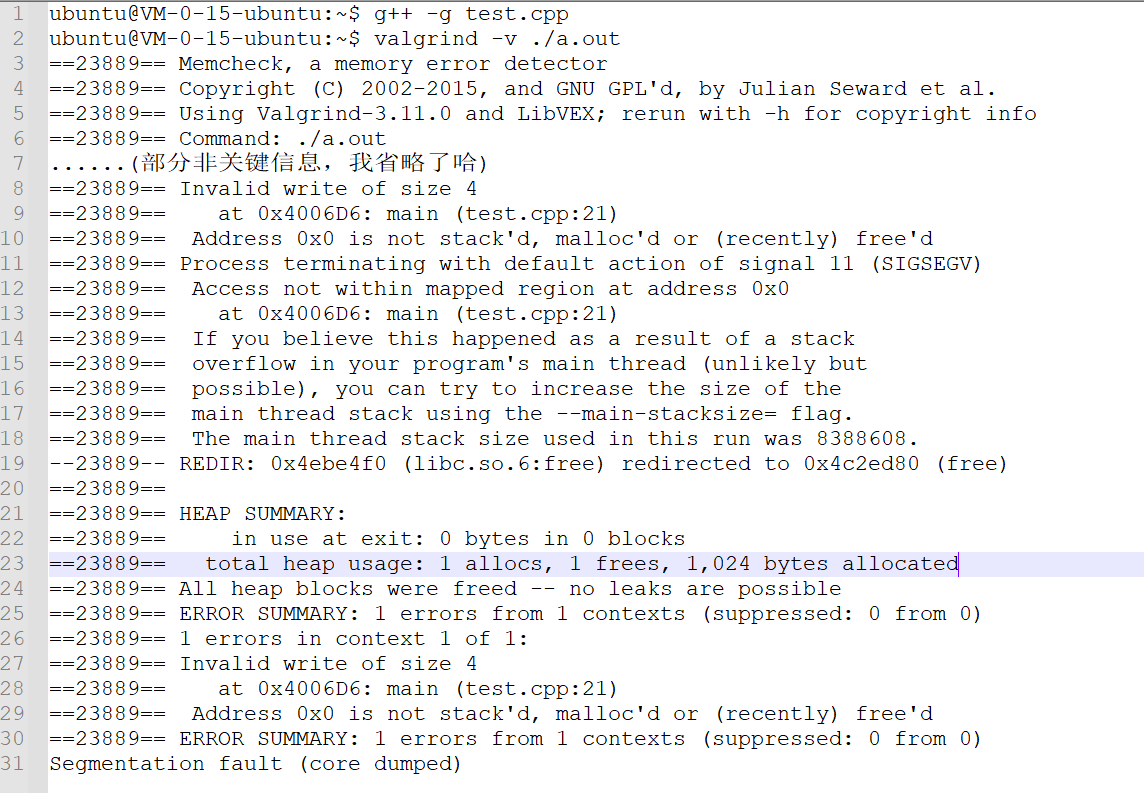 1 ubuntu@VM-0-15-ubuntu:~$ g++ -g test.cpp
2 ubuntu@VM-0-15-ubuntu:~$ valgrind -v ./a.out
3 ==23889== Memcheck, a memory error detector
4 ==23889== Copyright (C) 2002-2015, and GNU GPL'd, by Julian Seward et al.
5 ==23889== Using Valgrind-3.11.0 and LibVEX; rerun with -h for copyright info
6 ==23889== Command: ./a.out
7 ......(部分非关键信息，我省略了哈)
8 ==23889== Invalid write of size 4
9 ==23889==    at 0x4006D6: main (test.cpp:21)
10 ==23889==  Address 0x0 is not stack'd, malloc'd or (recently) free'd
11 ==23889== Process terminating with default action of signal 11 (SIGSEGV)
12 ==23889==  Access not within mapped region at address 0x0
13 ==23889==    at 0x4006D6: main (test.cpp:21)
14 ==23889==  If you believe this happened as a result of a stack
15 ==23889==  overflow in your program's main thread (unlikely but
16 ==23889==  possible), you can try to increase the size of the
17 ==23889==  main thread stack using the --main-stacksize= flag.
18 ==23889==  The main thread stack size used in this run was 8388608.
19 --23889-- REDIR: 0x4ebe4f0 (libc.so.6:free) redirected to 0x4c2ed80 (free)
20 ==23889==
21 ==23889== HEAP SUMMARY:
22 ==23889==     in use at exit: 0 bytes in 0 blocks
23 ==23889==   total heap usage: 1 allocs, 1 frees, 1,024 bytes allocated
24 ==23889== All heap blocks were freed -- no leaks are possible
25 ==23889== ERROR SUMMARY: 1 errors from 1 contexts (suppressed: 0 from 0)
26 ==23889== 1 errors in context 1 of 1:
27 ==23889== Invalid write of size 4
28 ==23889==    at 0x4006D6: main (test.cpp:21)
29 ==23889==  Address 0x0 is not stack'd, malloc'd or (recently) free'd
30 ==23889== ERROR SUMMARY: 1 errors from 1 contexts (suppressed: 0 from 0)
31 Segmentation fault (core dumped)